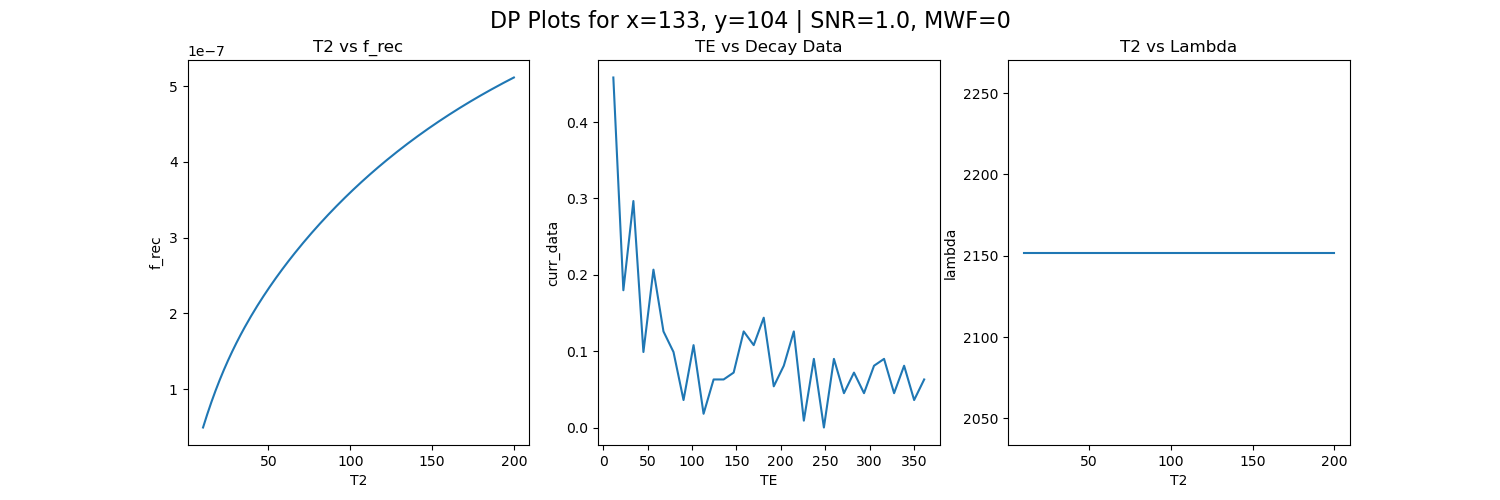 DP Plots for x=133, y=104 | SNR=1.0, MWF=0
T2 vs f_rec
1e−7
5
4
3
2
1
f_rec
50
100
150
200
T2
TE vs Decay Data
0.4
0.3
0.2
0.1
0.0
curr_data
0
50
100
150
200
250
300
350
TE
T2 vs Lambda
2250
2200
2150
2100
2050
lambda
50
100
150
200
T2